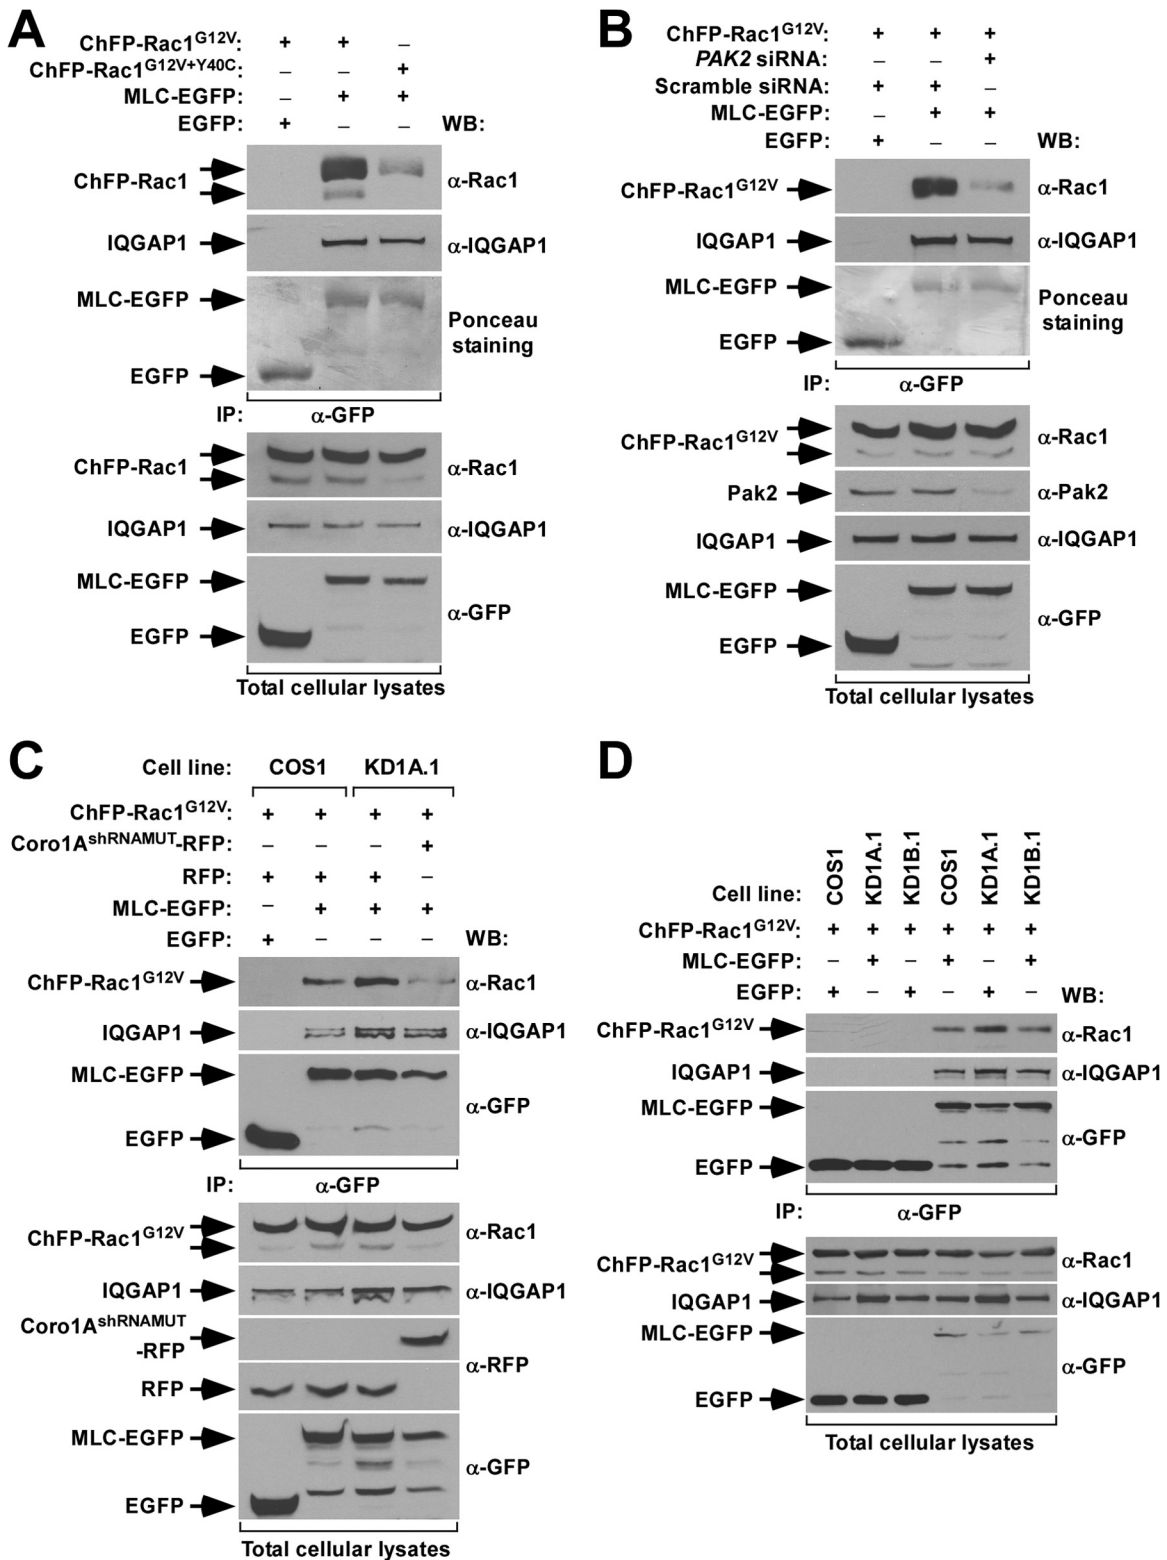 A
ChFP-Rac1G12V: + + –
ChFP-Rac1G12V+Y40C: – – +
MLC-EGFP: – + +
EGFP: + – – WB:
ChFP-Rac1 α-Rac1
IQGAP1 α-IQGAP1
MLC-EGFP
Ponceau
staining
EGFP
IP: α-GFP
ChFP-Rac1 α-Rac1
IQGAP1 α-IQGAP1
MLC-EGFP
α-GFP
EGFP
Total cellular lysates
B
ChFP-Rac1G12V: + + +
PAK2 siRNA: – – +
Scramble siRNA: + + –
MLC-EGFP: – + +
EGFP: + – – WB:
ChFP-Rac1G12V α-Rac1
IQGAP1 α-IQGAP1
MLC-EGFP
Ponceau
staining
EGFP
IP: α-GFP
ChFP-Rac1G12V α-Rac1
Pak2 α-Pak2
IQGAP1 α-IQGAP1
MLC-EGFP
α-GFP
EGFP
Total cellular lysates
C
Cell line: COS1 KD1A.1
ChFP-Rac1G12V: + + + +
Coro1AshRNAMUT-RFP: – – – +
RFP: + + + –
MLC-EGFP: – + + +
EGFP: + – – – WB:
ChFP-Rac1G12V α-Rac1
IQGAP1 α-IQGAP1
MLC-EGFP
α-GFP
EGFP
IP: α-GFP
ChFP-Rac1G12V α-Rac1
IQGAP1 α-IQGAP1
Coro1AshRNAMUT
-RFP
α-RFP
RFP
MLC-EGFP
α-GFP
EGFP
Total cellular lysates
D
Cell line: COS1 KD1A.1 KD1B.1 COS1 KD1A.1 KD1B.1
ChFP-Rac1G12V: + + + + + +
MLC-EGFP: – + – + – +
EGFP: + – + – + – WB:
ChFP-Rac1G12V α-Rac1
IQGAP1 α-IQGAP1
MLC-EGFP
α-GFP
EGFP
IP: α-GFP
ChFP-Rac1G12V α-Rac1
IQGAP1 α-IQGAP1
MLC-EGFP
α-GFP
EGFP
Total cellular lysates